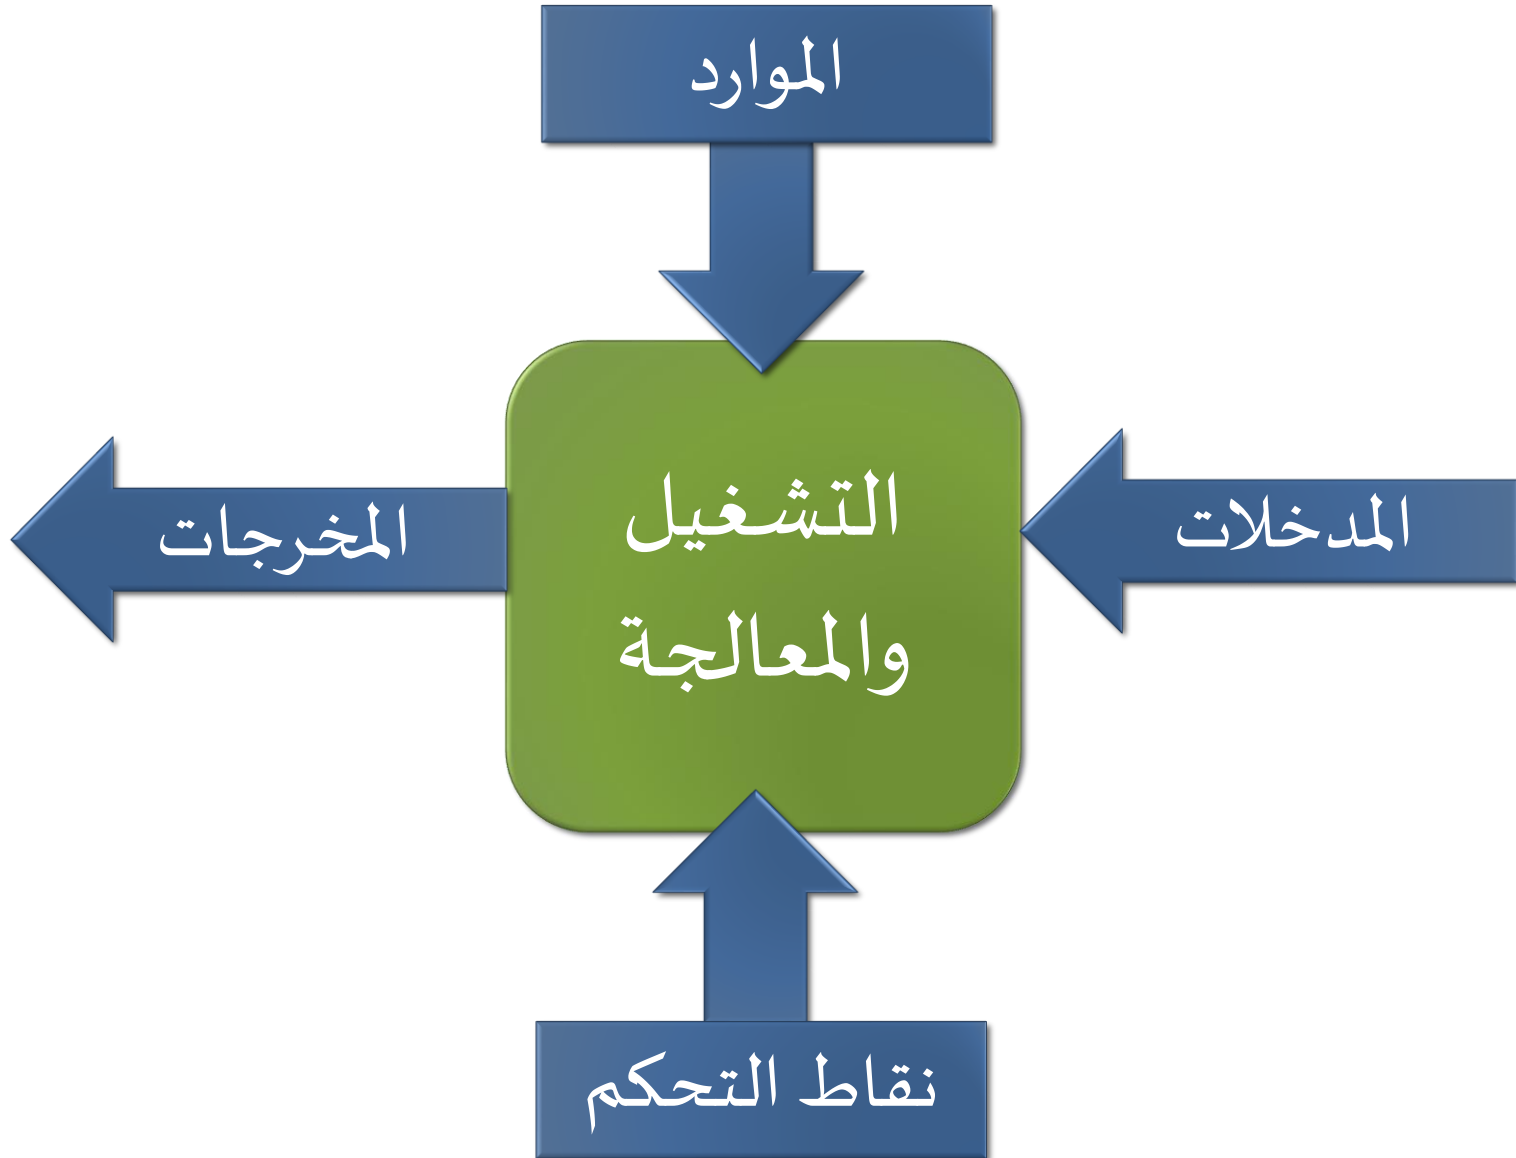 الموارد
المدخلات
التشغيل
والمعالجة
المخرجات
نقاط التحكم